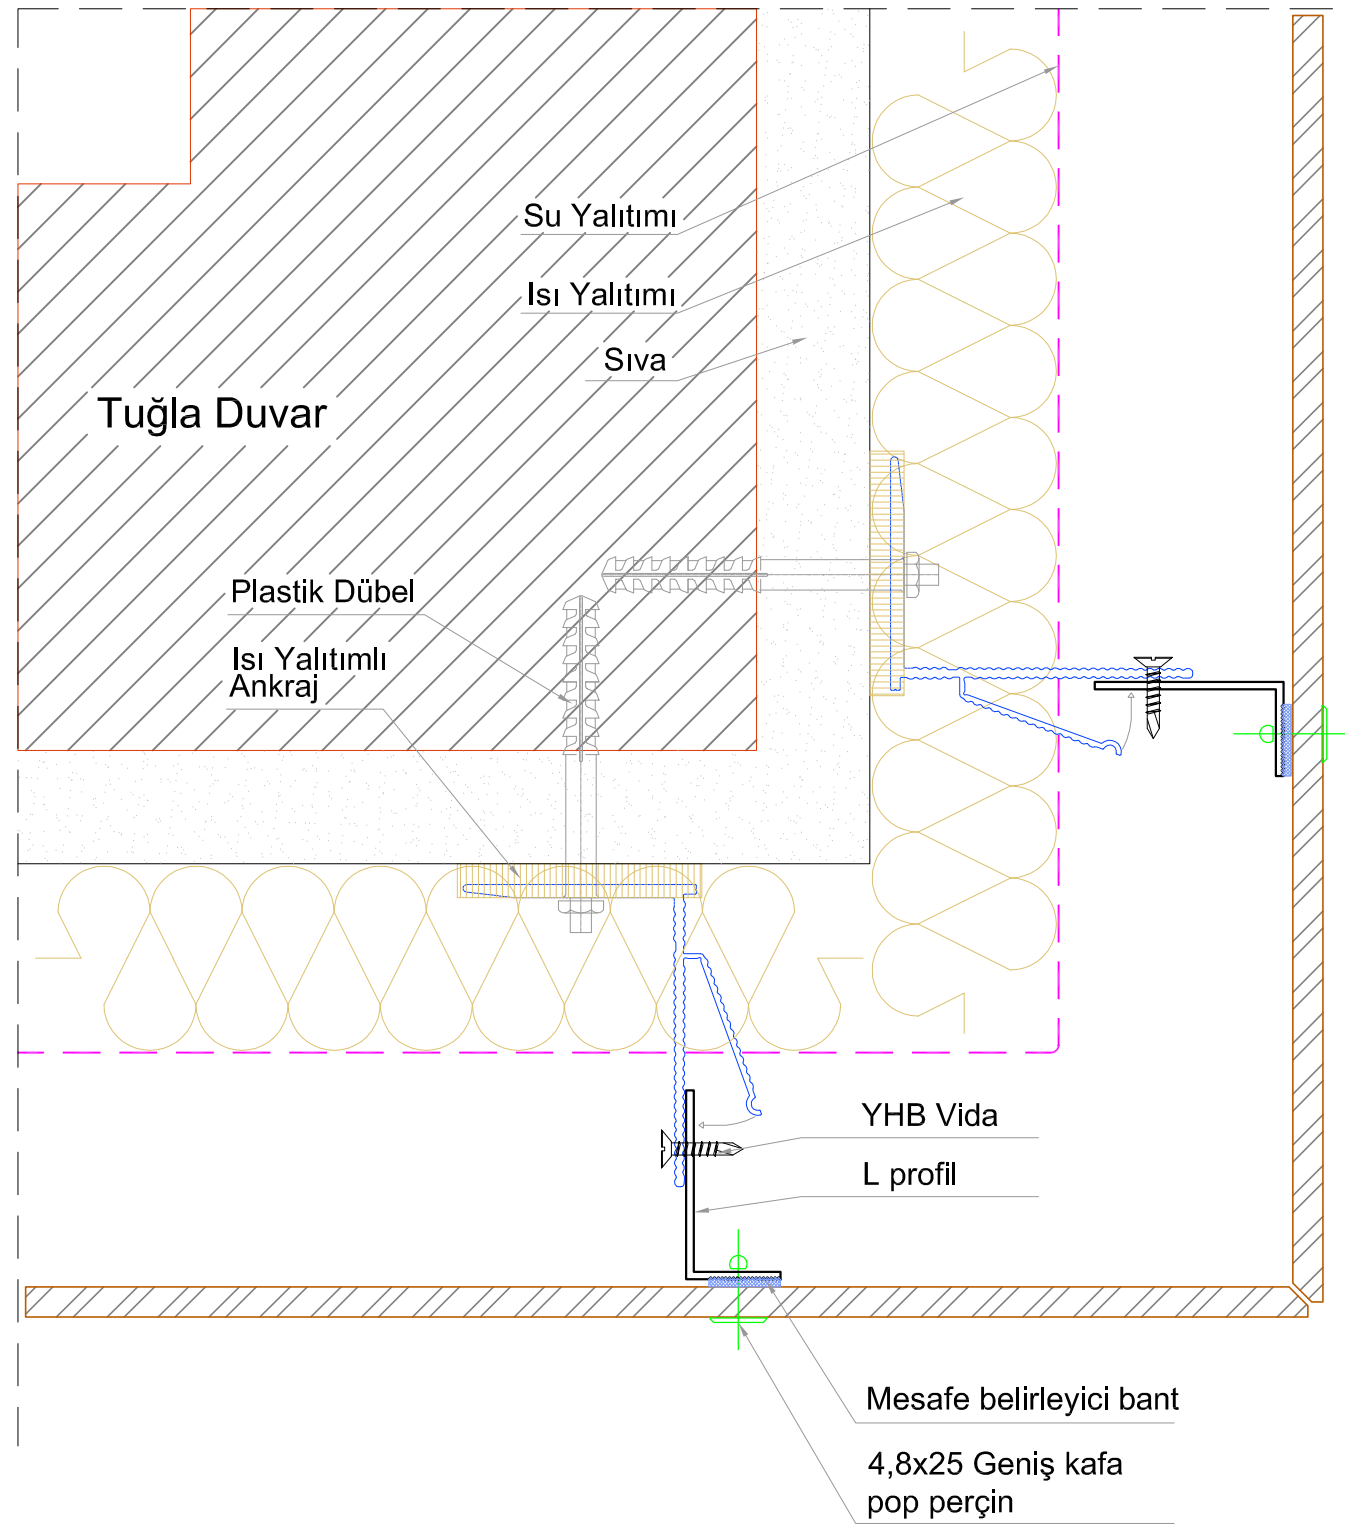 Su Yalıtımı
Isı Yalıtımı
Sıva
Tuğla Duvar
Plastik Dübel
Isı Yalıtımlı
Ankraj
YHB Vida
L profil
Mesafe belirleyici bant
4,8x25 Geniş kafa
pop perçin